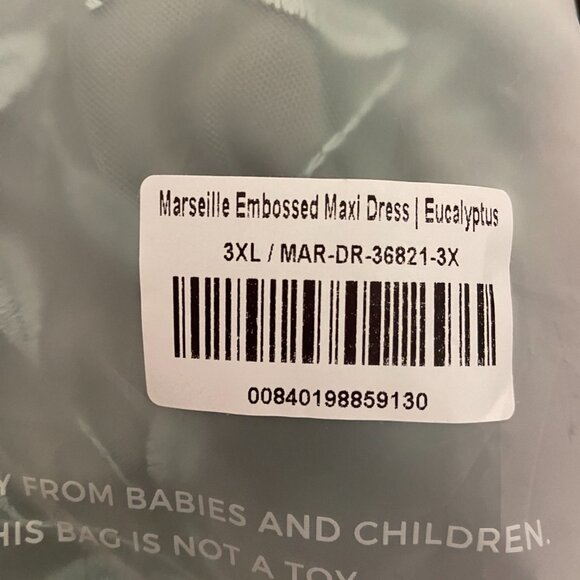 Marseille Embossed Maxi Dress | Eucalyptus
3XL / MAR-DR-36821-3X
00840198859130
Y FROM BABIES AND CHILDREN.
HIS BAG IS NOT A TOY